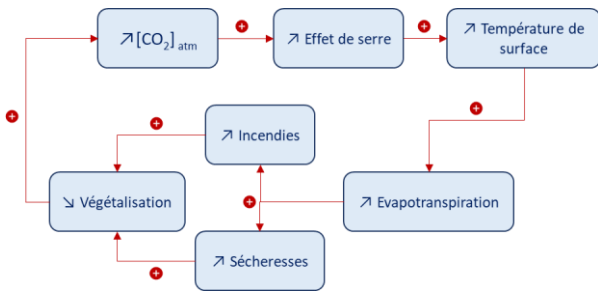 ↗ [CO₂] atm
↗ Effet de serre
↗ Température de
surface
↗ Incendies
↘ Végétalisation
↗ Evapotranspiration
↗ Sécheresses